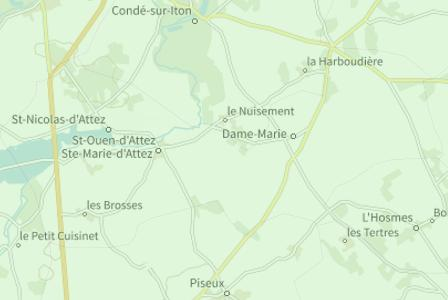 Condé-sur-Iton
la Harboudière
le Nuisement
St-Nicolas-d'Attez
Dame-Marie
St-Ouen-d'Attez
Ste-Marie-d'Attez
les Brosses
L'Hosmes
les Tertres
le Petit Cuisinet
Piseux